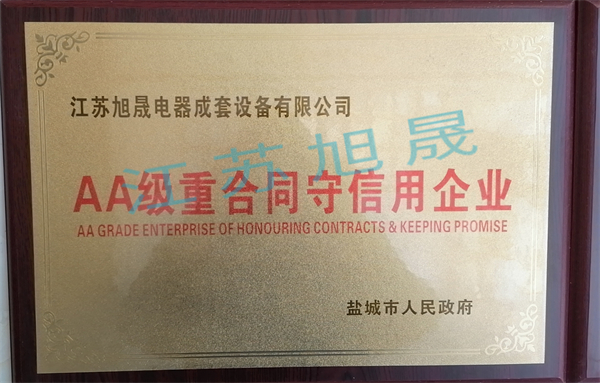 江苏旭晟电器成套设备有限公司
江苏旭晟
AA级重合同守信用企业
AA GRADE ENTERPRISE OF HONOURING CONTRACTS & KEEPING PROMISE
盐城市人民政府